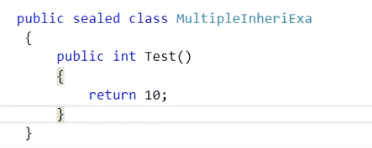 public sealed class MultipleInheriExa
{
public int Test()
{
return 10;
}
}